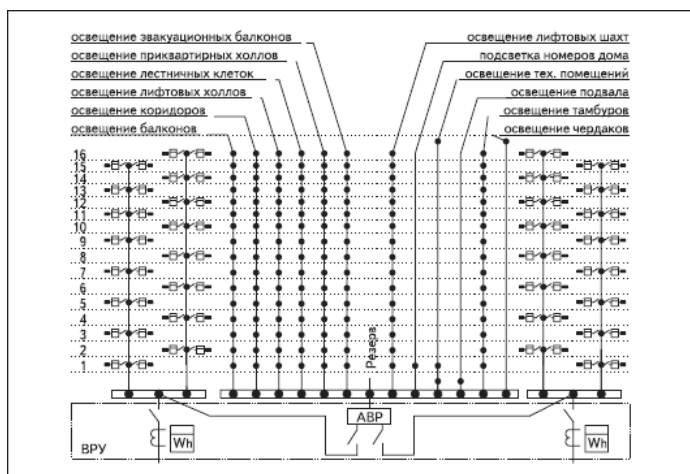 освещение эвакуационных балконов
освещение приквартирных холлов
освещение лестничных клеток
освещение лифтовых холлов
освещение коридоров
освещение балконов
освещение лифтовых шахт
подсветка номеров дома
освещение тех. помещений
освещение подвала
освещение тамбуров
освещение чердаков
16
15
14
13
12
11
10
9
8
7
6
5
4
3
2
1
Резерв
АВР
ВРУ
Wh
Wh